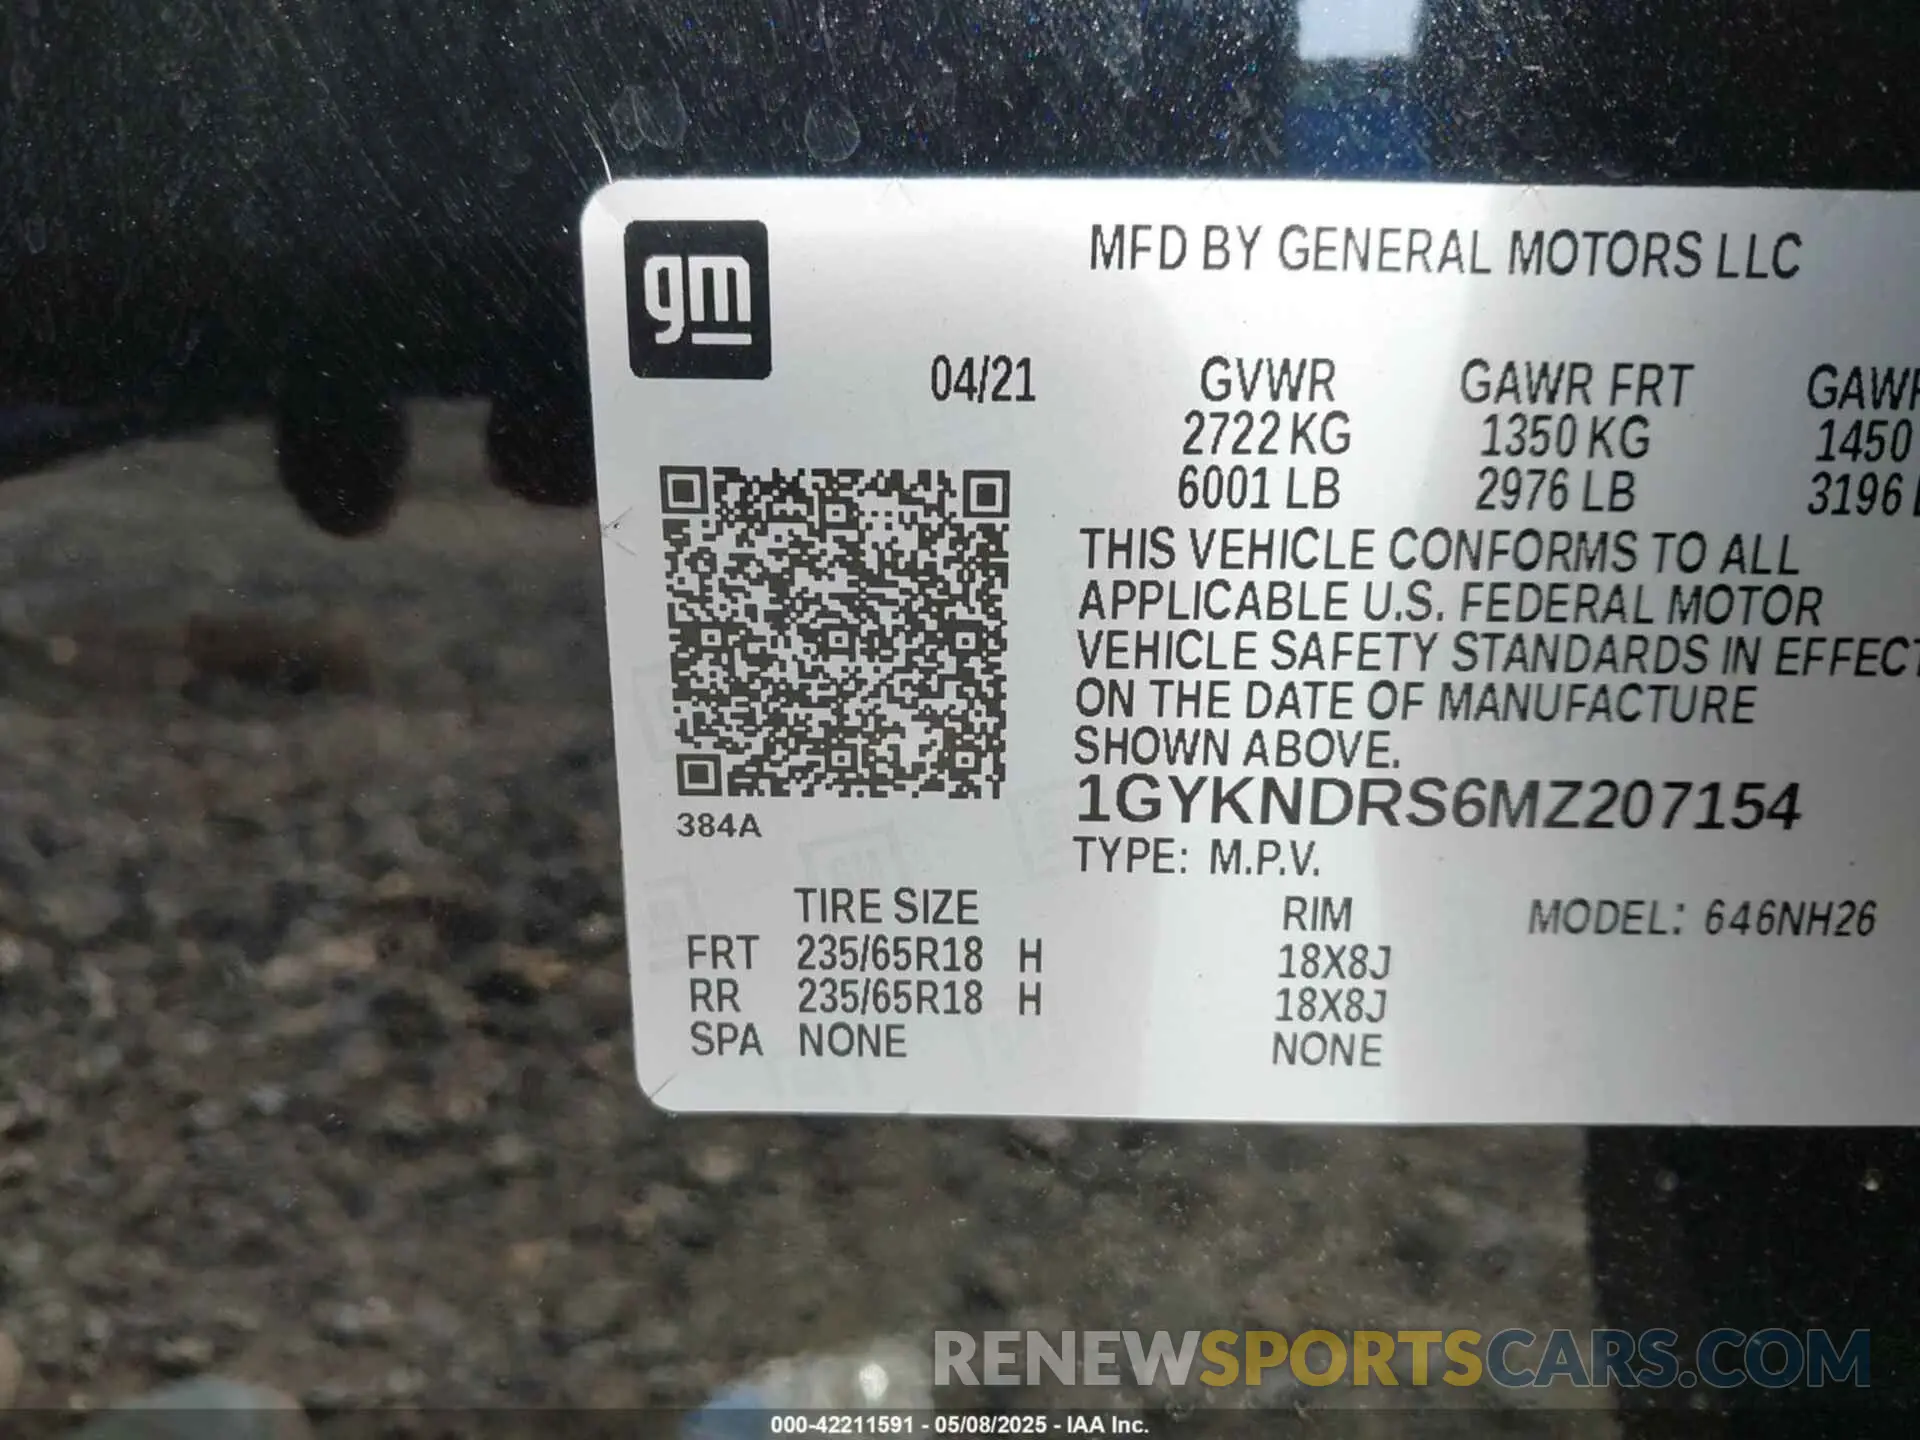 gm
MFD BY GENERAL MOTORS LLC
04/21
GVWR GAWR FRT
2722 KG 1350 KG 1450
6001 LB 2976 LB 3196
THIS VEHICLE CONFORMS TO ALL
APPLICABLE U.S. FEDERAL MOTOR
VEHICLE SAFETY STANDARDS IN EFFECT
ON THE DATE OF MANUFACTURE
SHOWN ABOVE.
1GYKNDRS6MZ207154
384A
TYPE: M.P.V.
TIRE SIZE RIM MODEL: 646NH26
FRT 235/65R18 H 18X8J
RR 235/65R18 H 18X8J
SPA NONE NONE
RENEWSPORTSCARS.COM
000-42211591 - 05/08/2025 - IAA Inc.